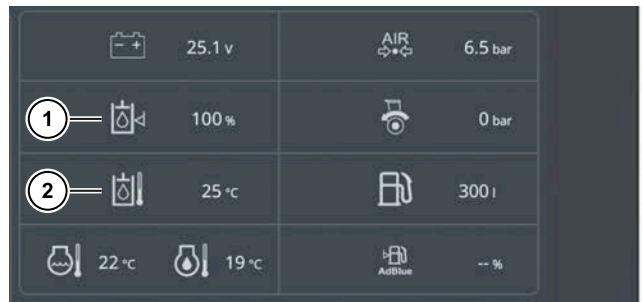 25.1 v
AIR
6.5 bar
1
100 %
0 bar
2
25 °C
300 l
22 °C
19 °C
AdBlue
-- %